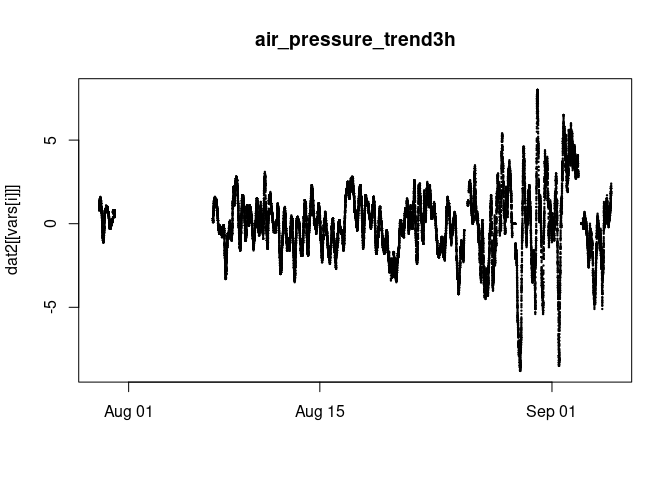 air_pressure_trend3h
dat2[[vars[i]]]
5
0
-5
Aug 01
Aug 15
Sep 01